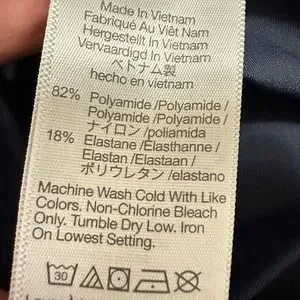 Made In Vietnam
Fabriqué Au Viêt Nam
Hergestellt In Vietnam
Vervaardigd In Vietnam
ベトナム製
hecho en vietnam
82% Polyamide /Polyamide /
Polyamide /Polyamide /
ナイロン /poliamida
18% Elastane /Élasthanne /
Elastan /Elastaan /
ポリウレタン /elastano
Machine Wash Cold With Like
Colors. Non-Chlorine Bleach
Only. Tumble Dry Low. Iron
On Lowest Setting.
30